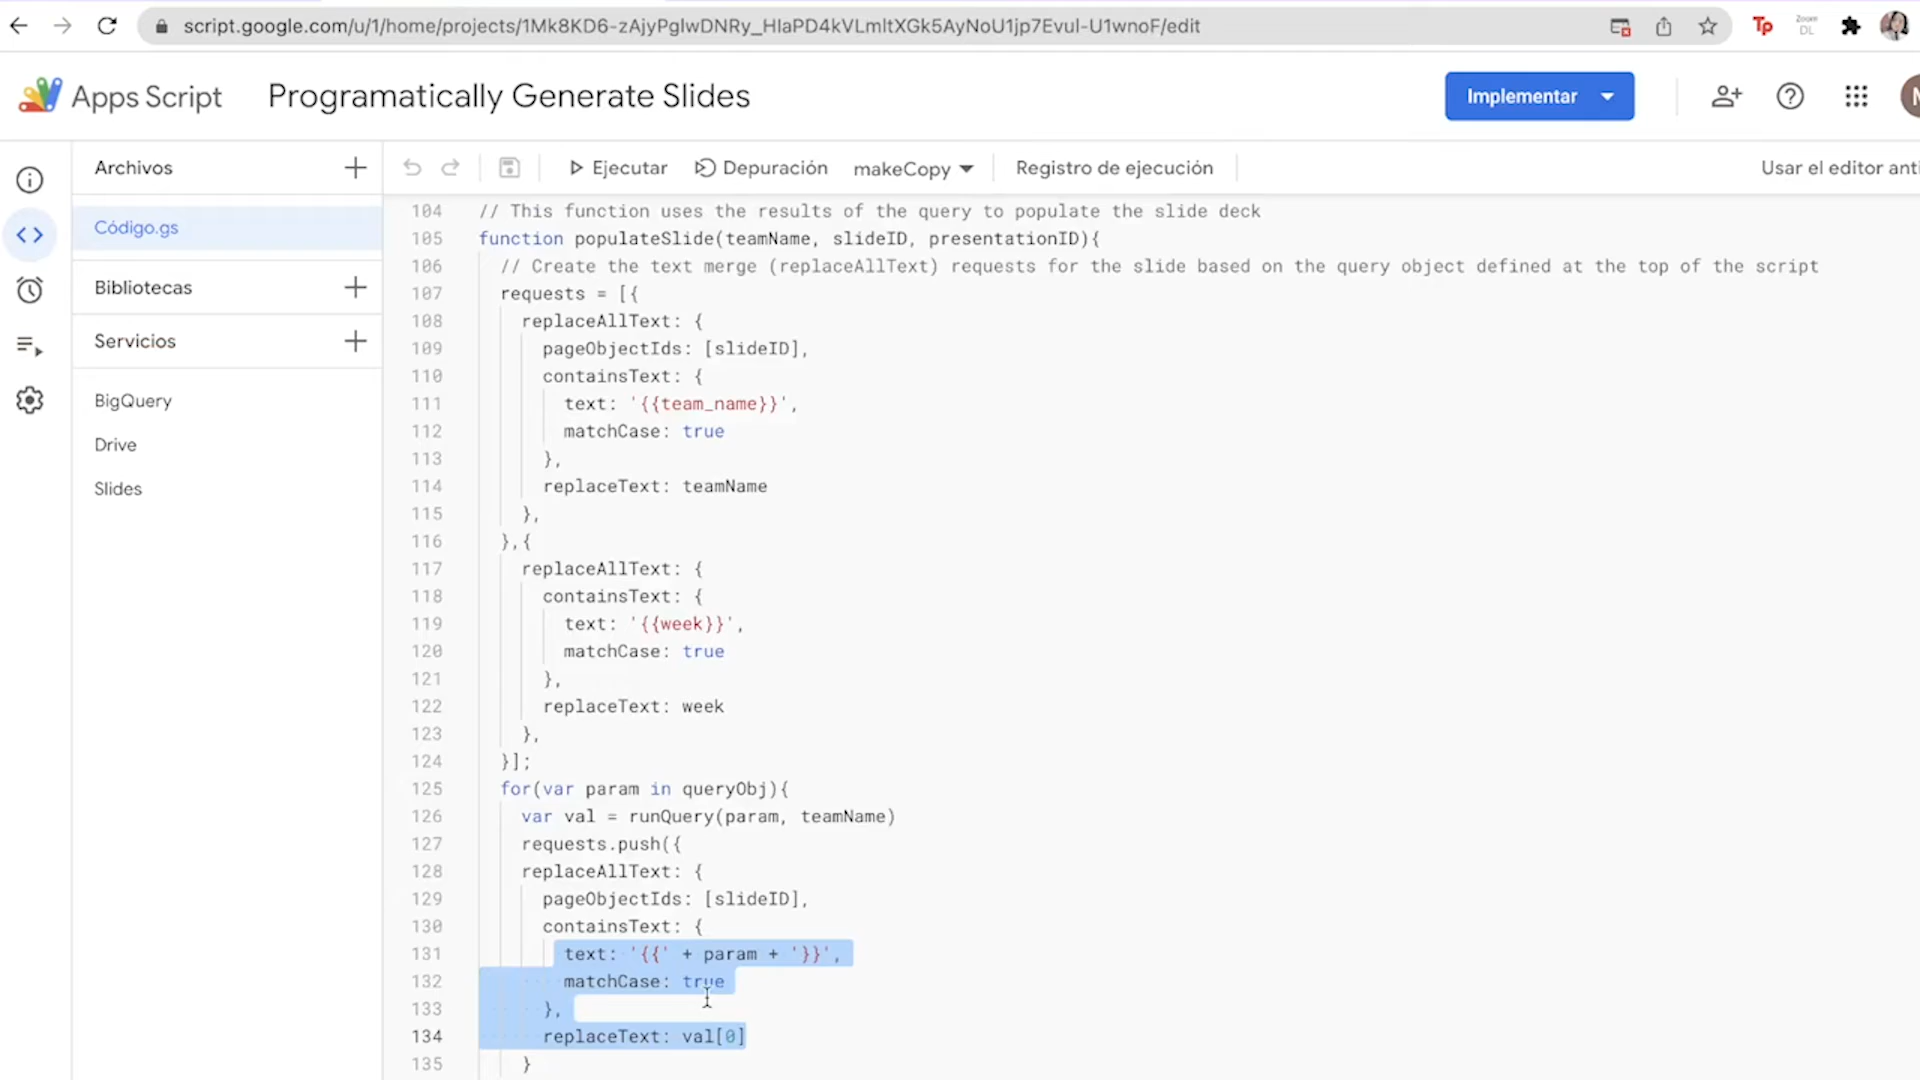 script.google.com/u/1/home/projects/1Mk8KD6-zAjyPglwDNRy_HlaPD4kVLmltXGk5AyNoU1jp7Evul-U1wnoF/edit
Tp
Zoom
DL
Apps Script
Programatically Generate Slides
Implementar
Archivos
Ejecutar
Depuración
makeCopy
Registro de ejecución
Usar el editor anti
Código.gs
Bibliotecas
Servicios
BigQuery
Drive
Slides
104 // This function uses the results of the query to populate the slide deck
105 function populateSlide(teamName, slideID, presentationID){
106 // Create the text merge (replaceAllText) requests for the slide based on the query object defined at the top of the script
107 requests = [{
108 replaceAllText: {
109 pageObjectIds: [slideID],
110 containsText: {
111 text: '{{team_name}}',
112 matchCase: true
113 },
114 replaceText: teamName
115 },
116 },{
117 replaceAllText: {
118 containsText: {
119 text: '{{week}}',
120 matchCase: true
121 },
122 replaceText: week
123 },
124 }];
125 for(var param in queryObj){
126 var val = runQuery(param, teamName)
127 requests.push({
128 replaceAllText: {
129 pageObjectIds: [slideID],
130 containsText: {
131 text: '{{' + param + '}}',
132 matchCase: true
133 },
134 replaceText: val[0]
135 }